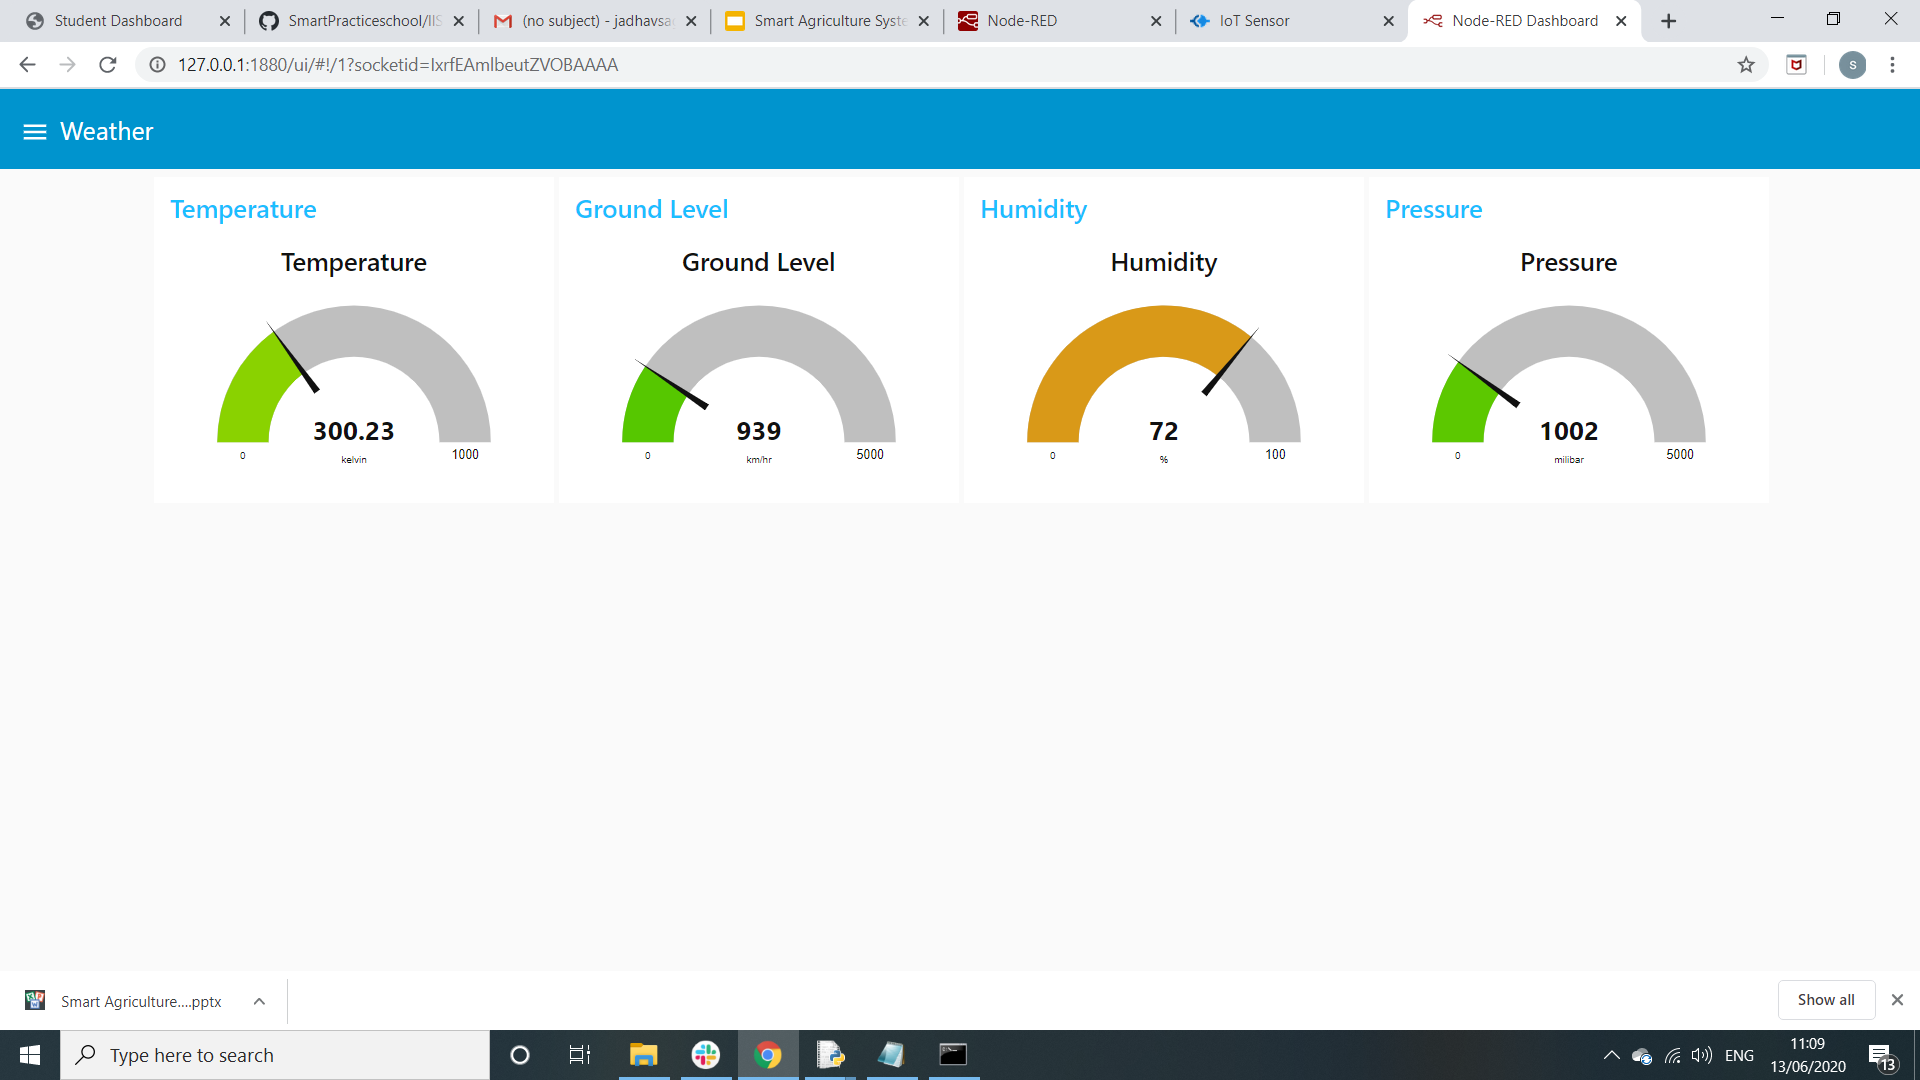 Student Dashboard
SmartPracticeschool/IIS
(no subject) - jadhavsa
Smart Agriculture Syste
Node-RED
IoT Sensor
Node-RED Dashboard
127.0.0.1:1880/ui/#!/1?socketid=IxrfEAmlbeutZVOBAAAA
s
Weather
Temperature
Temperature
300.23
0
kelvin
1000
Ground Level
Ground Level
939
0
km/hr
5000
Humidity
Humidity
72
0
%
100
Pressure
Pressure
1002
0
milibar
5000
Smart Agriculture....pptx
Show all
Type here to search
ENG
11:09
13/06/2020
13